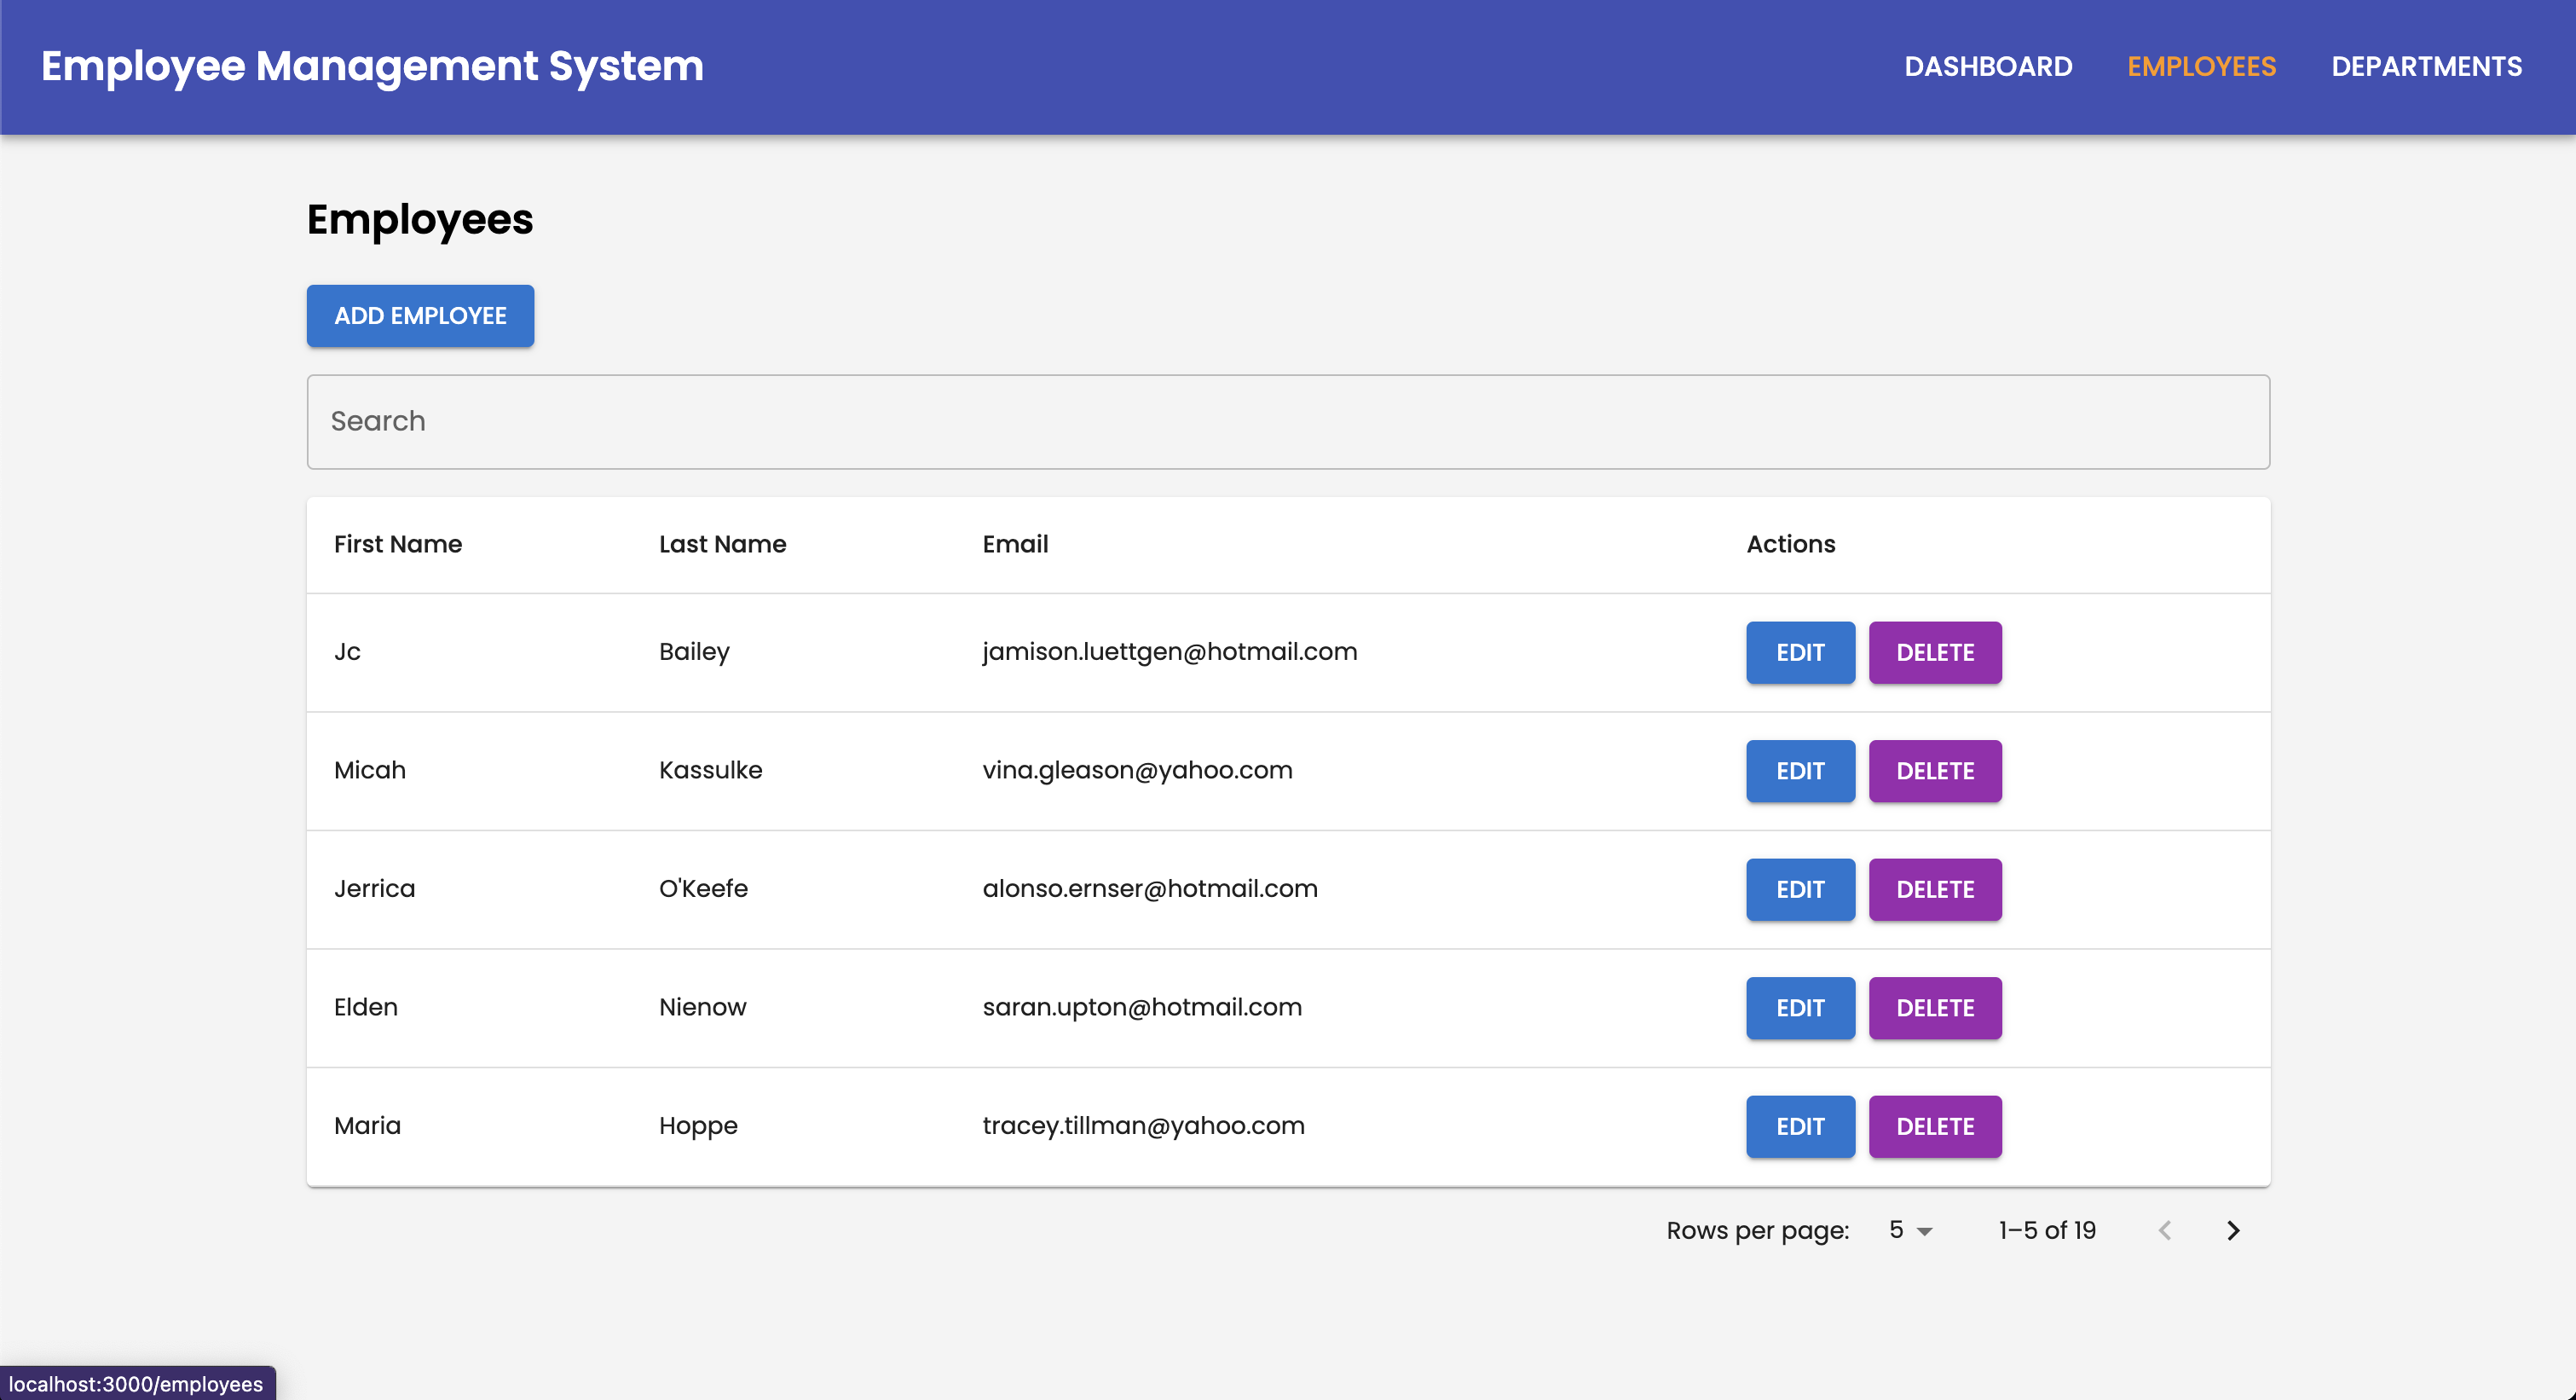 Employee Management System DASHBOARD EMPLOYEES DEPARTMENTS
Employees
ADD EMPLOYEE
Search
First Name Last Name Email Actions
Jc Bailey jamison.luettgen@hotmail.com EDIT DELETE
Micah Kassulke vina.gleason@yahoo.com EDIT DELETE
Jerrica O'Keefe alonso.ernser@hotmail.com EDIT DELETE
Elden Nienow saran.upton@hotmail.com EDIT DELETE
Maria Hoppe tracey.tillman@yahoo.com EDIT DELETE
Rows per page: 5 1–5 of 19
localhost:3000/employees